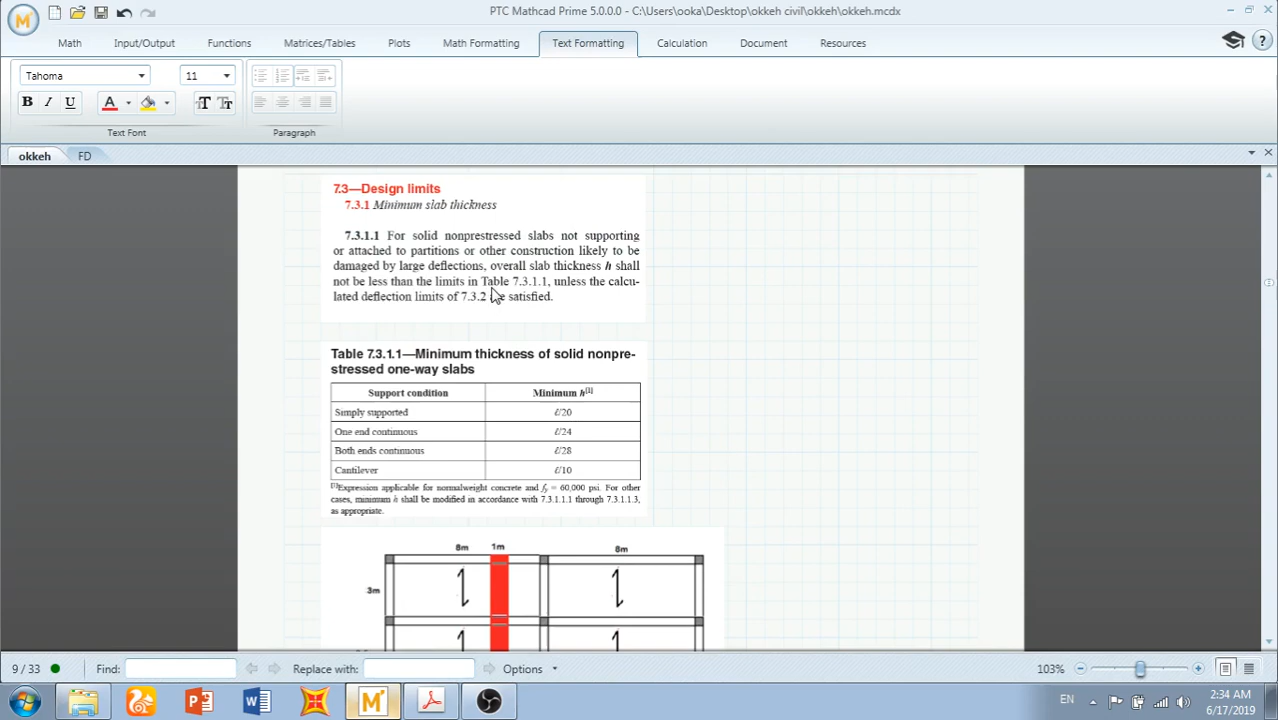 PTC Mathcad Prime 5.0.0.0 - C:\Users\ooka\Desktop\okkeh civil\okkeh\okkeh.mcdx
Math Input/Output Functions Matrices/Tables Plots Math Formatting Text Formatting Calculation Document Resources
Tahoma 11
B I U A
Text Font Paragraph
okkeh FD
7.3—Design limits
7.3.1 Minimum slab thickness
7.3.1.1 For solid nonprestressed slabs not supporting
or attached to partitions or other construction likely to be
damaged by large deflections, overall slab thickness h shall
not be less than the limits in Table 7.3.1.1, unless the calcu-
lated deflection limits of 7.3.2 satisfied.
Table 7.3.1.1—Minimum thickness of solid nonpre-
stressed one-way slabs
Support condition Minimum h[1]
Simply supported ℓ/20
One end continuous ℓ/24
Both ends continuous ℓ/28
Cantilever ℓ/10
[1]Expression applicable for normalweight concrete and fy = 60,000 psi. For other
cases, minimum h shall be modified in accordance with 7.3.1.1.1 through 7.3.1.1.3,
as appropriate.
8m 1m 8m
3m
9 / 33 Find: Replace with: Options 103%
EN 2:34 AM
6/17/2019